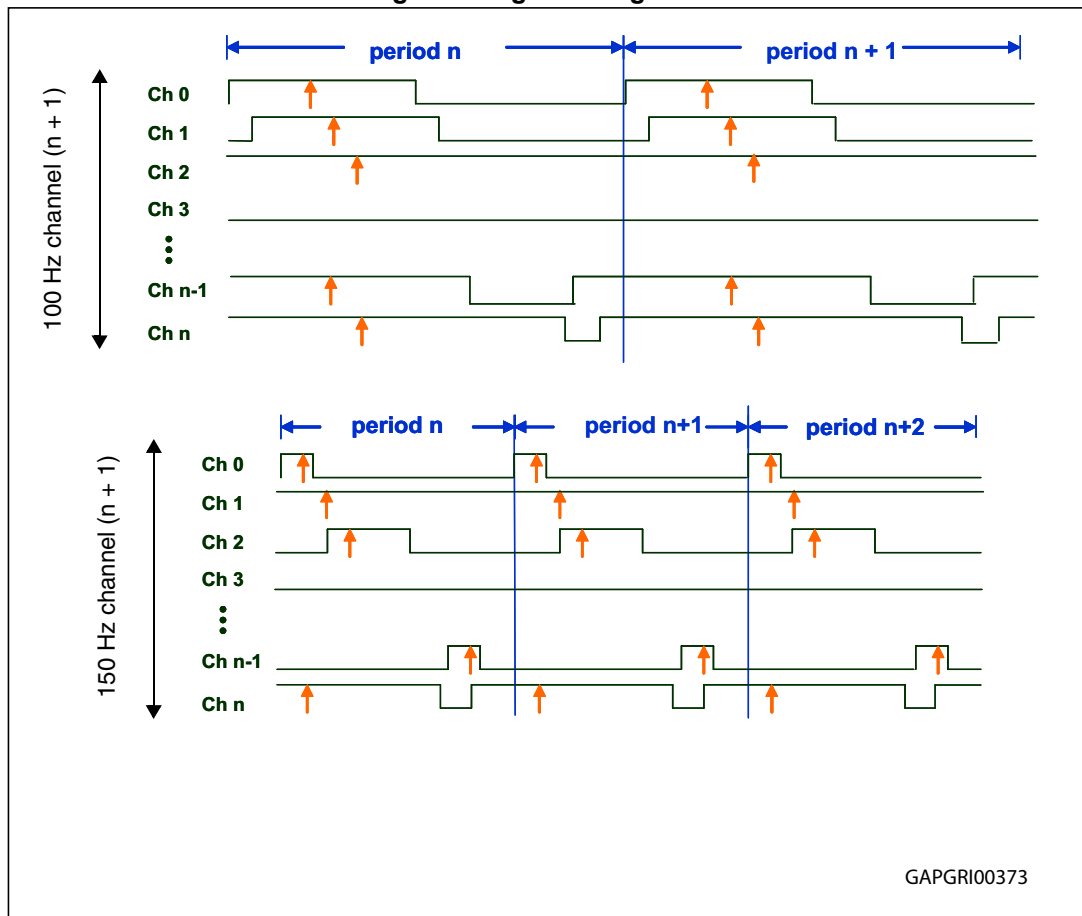 period n
period n + 1
100 Hz channel (n + 1)
Ch 0
Ch 1
Ch 2
Ch 3
Ch n-1
Ch n
period n
period n+1
period n+2
150 Hz channel (n + 1)
Ch 0
Ch 1
Ch 2
Ch 3
Ch n-1
Ch n
GAPGRI00373